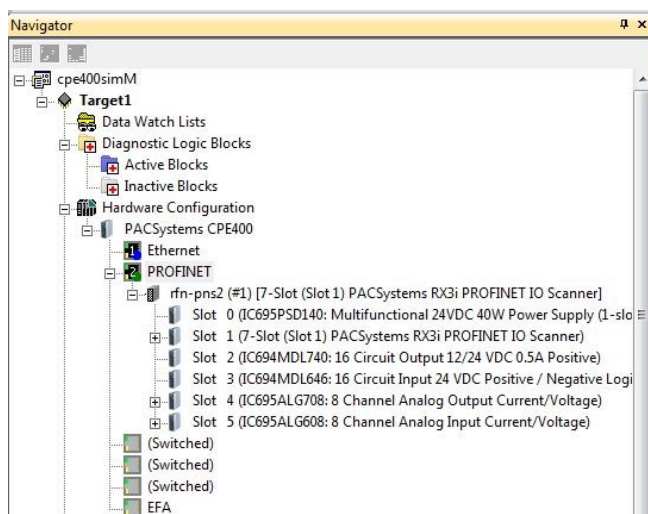 Navigator
cpe400simM
Target1
Data Watch Lists
Diagnostic Logic Blocks
Active Blocks
Inactive Blocks
Hardware Configuration
PACSystems CPE400
1 Ethernet
2 PROFINET
rfn-pns2 (#1) [7-Slot (Slot 1) PACSystems RX3i PROFINET IO Scanner]
Slot 0 (IC695PSD140: Multifunctional 24VDC 40W Power Supply (1-slo
Slot 1 (7-Slot (Slot 1) PACSystems RX3i PROFINET IO Scanner)
Slot 2 (IC694MDL740: 16 Circuit Output 12/24 VDC 0.5A Positive)
Slot 3 (IC694MDL646: 16 Circuit Input 24 VDC Positive / Negative Logi
Slot 4 (IC695ALG708: 8 Channel Analog Output Current/Voltage)
Slot 5 (IC695ALG608: 8 Channel Analog Input Current/Voltage)
(Switched)
(Switched)
(Switched)
EFA